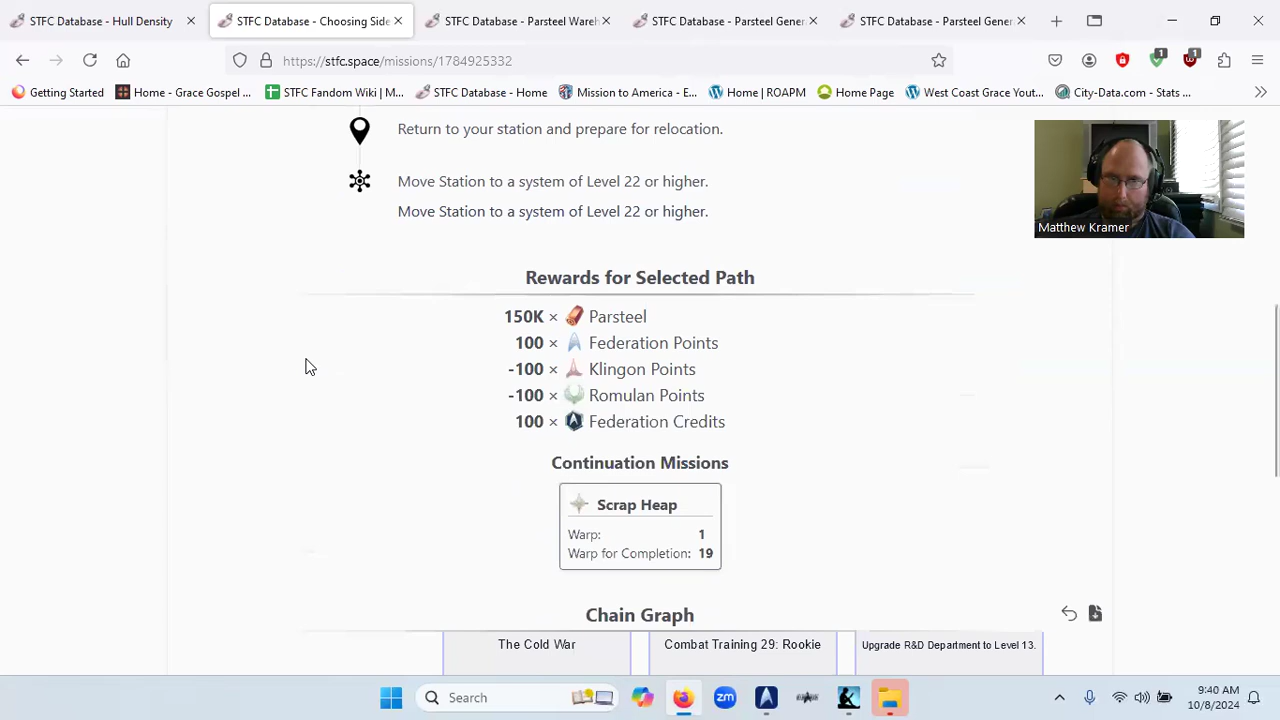 STFC Database - Hull Density
STFC Database - Choosing Side
STFC Database - Parsteel Wareh
STFC Database - Parsteel Gener
STFC Database - Parsteel Gener
https://stfc.space/missions/1764925332
1
1
Getting Started
Home - Grace Gospel ...
STFC Fandom Wiki | M...
STFC Database - Home
Mission to America - E...
Home | ROAPM
Home Page
West Coast Grace Yout...
City-Data.com - Stats ...
Return to your station and prepare for relocation.
Move Station to a system of Level 22 or higher.
Move Station to a system of Level 22 or higher.
Matthew Kramer
Rewards for Selected Path
150K × Parsteel
100 × Federation Points
-100 × Klingon Points
-100 × Romulan Points
100 × Federation Credits
Continuation Missions
Scrap Heap
Warp: 1
Warp for Completion: 19
Chain Graph
The Cold War
Combat Training 29: Rookie
Upgrade R&D Department to Level 13.
Search
zm
9:40 AM
10/8/2024